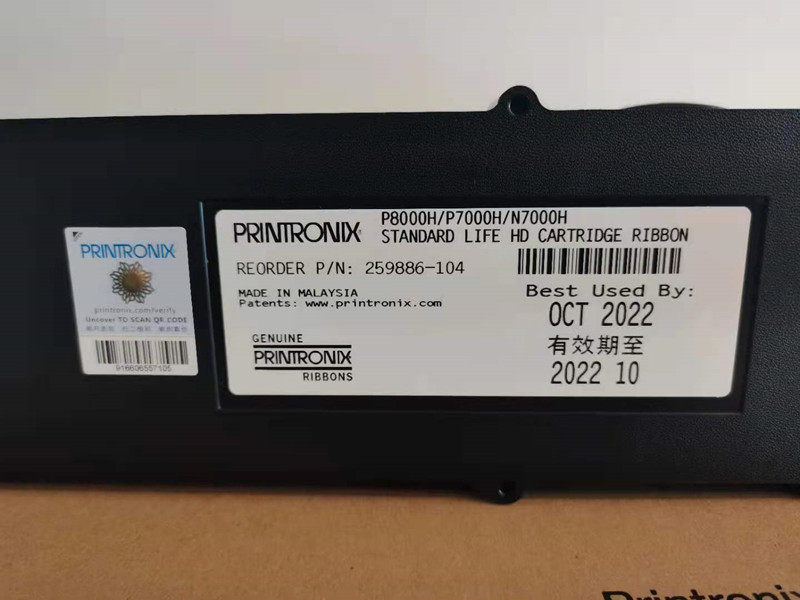 PRINTRONIX
printronix.com/verify
Uncover TO SCAN QR CODE
916606557105
PRINTRONIX
P8000H/P7000H/N7000H
STANDARD LIFE HD CARTRIDGE RIBBON
REORDER P/N: 259886-104
MADE IN MALAYSIA
Patents: www.printronix.com
GENUINE
PRINTRONIX
RIBBONS
Best Used By:
OCT 2022
有效期至
2022 10
Printronix